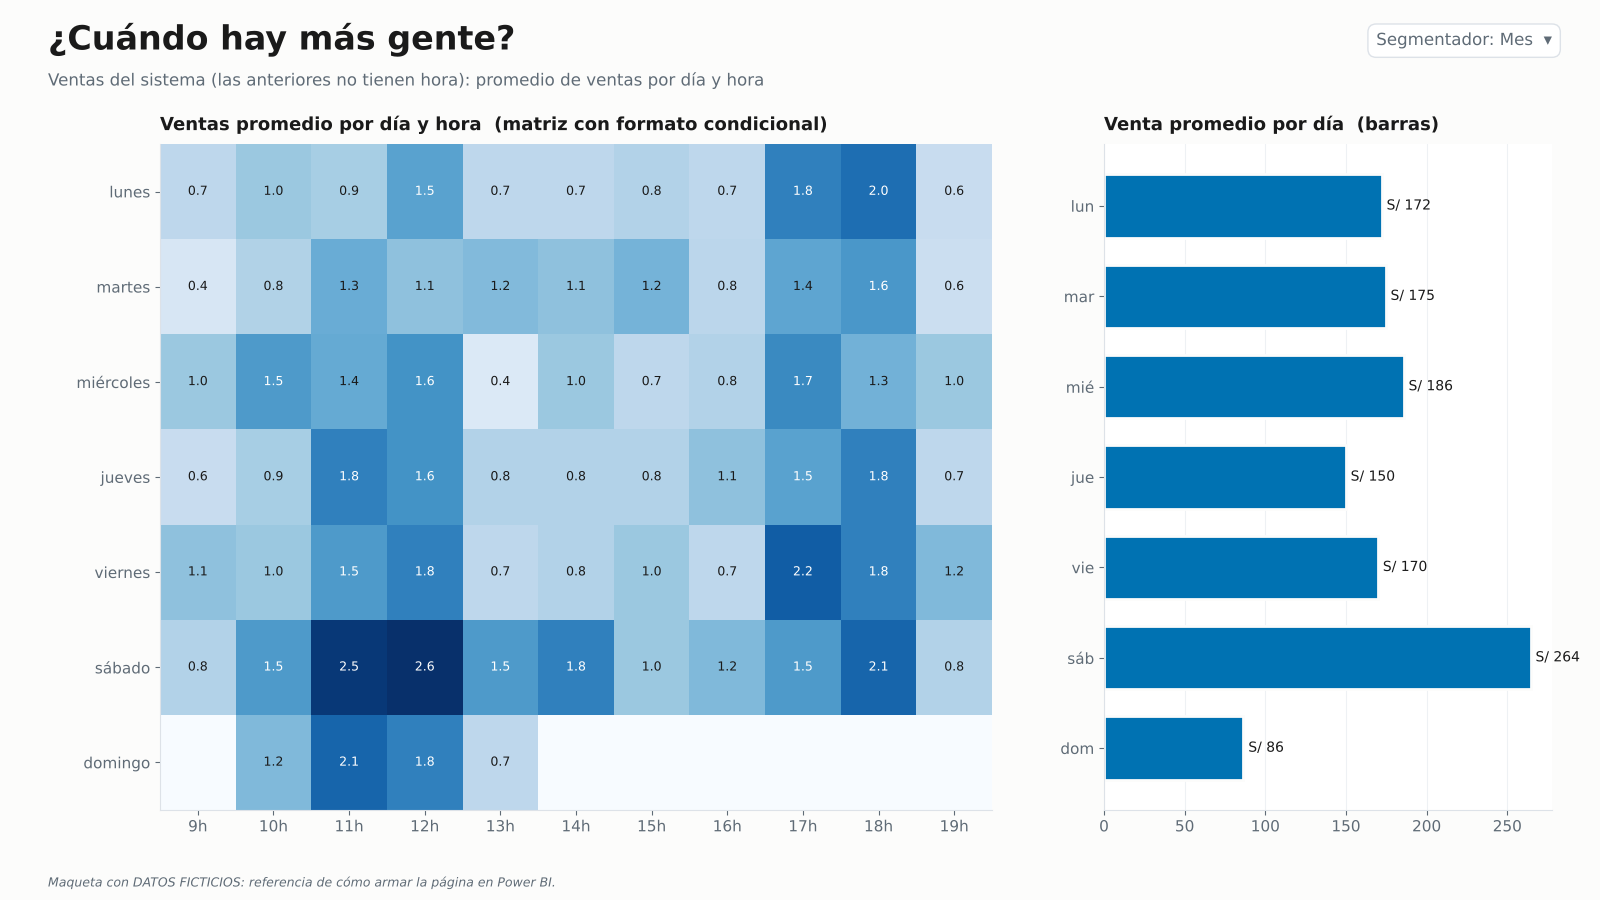 ¿Cuándo hay más gente?
Segmentador: Mes ▾
Ventas del sistema (las anteriores no tienen hora): promedio de ventas por día y hora
Ventas promedio por día y hora  (matriz con formato condicional)
lunes 0.7 1.0 0.9 1.5 0.7 0.7 0.8 0.7 1.8 2.0 0.6
martes 0.4 0.8 1.3 1.1 1.2 1.1 1.2 0.8 1.4 1.6 0.6
miércoles 1.0 1.5 1.4 1.6 0.4 1.0 0.7 0.8 1.7 1.3 1.0
jueves 0.6 0.9 1.8 1.6 0.8 0.8 0.8 1.1 1.5 1.8 0.7
viernes 1.1 1.0 1.5 1.8 0.7 0.8 1.0 0.7 2.2 1.8 1.2
sábado 0.8 1.5 2.5 2.6 1.5 1.8 1.0 1.2 1.5 2.1 0.8
domingo 1.2 2.1 1.8 0.7
9h 10h 11h 12h 13h 14h 15h 16h 17h 18h 19h
Venta promedio por día  (barras)
lun S/ 172
mar S/ 175
mié S/ 186
jue S/ 150
vie S/ 170
sáb S/ 264
dom S/ 86
0 50 100 150 200 250
Maqueta con DATOS FICTICIOS: referencia de cómo armar la página en Power BI.